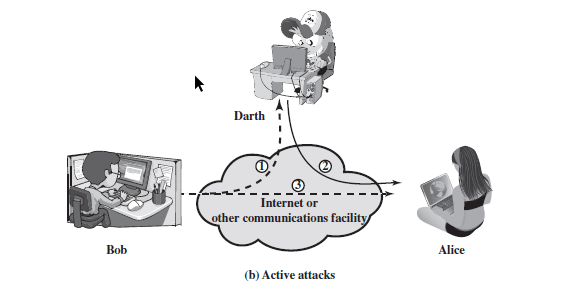 Darth
①
②
③
Internet or
other communications facility
Bob
Alice
(b) Active attacks